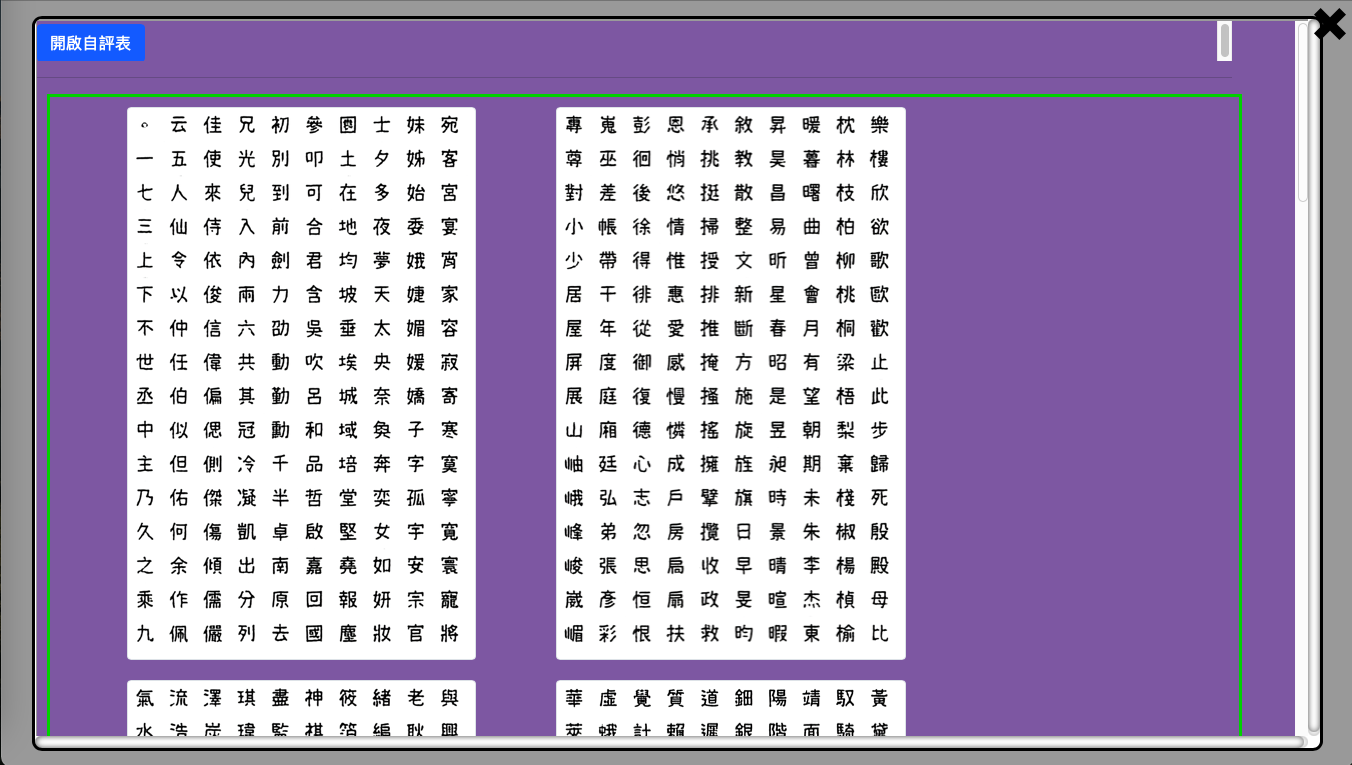 開啟自評表
。云佳兄初參園士妹宛
一五使光別叩土夕姊客
七人來兒到可在多始宮
三仙侍入前合地夜委宴
上令依內劍君均夢娥宵
下以俊兩力含坡天婕家
不仲信六劭吳垂太媚容
世任偉共動吹埃央媛寂
丞伯偏其勤呂城奈嬌寄
中似偲冠動和域奐子寒
主但側冷千品培奔字寞
乃佑傑凝半哲堂奕孤寧
久何傷凱卓啟堅女宇寬
之余傾出南嘉堯如安寰
乘作儒分原回報妍宗寵
九佩儼列去國塵妝官將
專嵬彭恩承敘昇暖枕樂
尊巫徊悄挑教昊暮林樓
對差後悠挺散昌曙枝欣
小帳徐情掃整易曲柏欲
少帶得惟授文昕曾柳歌
居干徘惠排新星會桃歐
屋年從愛推斷春月桐歡
屏度御感掩方昭有梁止
展庭復慢搔施是望梧此
山廂德憐搖旋昱朝梨步
岫廷心成擁旌昶期棄歸
峨弘志戶擘旗時未棧死
峰弟忽房攬日景朱椒殷
峻張思扃收早晴李楊殿
崴彥恒扇政旻暄杰楨母
嵋彩恨扶救昀暇東榆比
氣流澤琪盡神筱緒老與
水浩炭瑋監祺箔編耿興
華虛覺質道鈿陽靖馭黃
萊蛾計賴遲銀階面騎黛